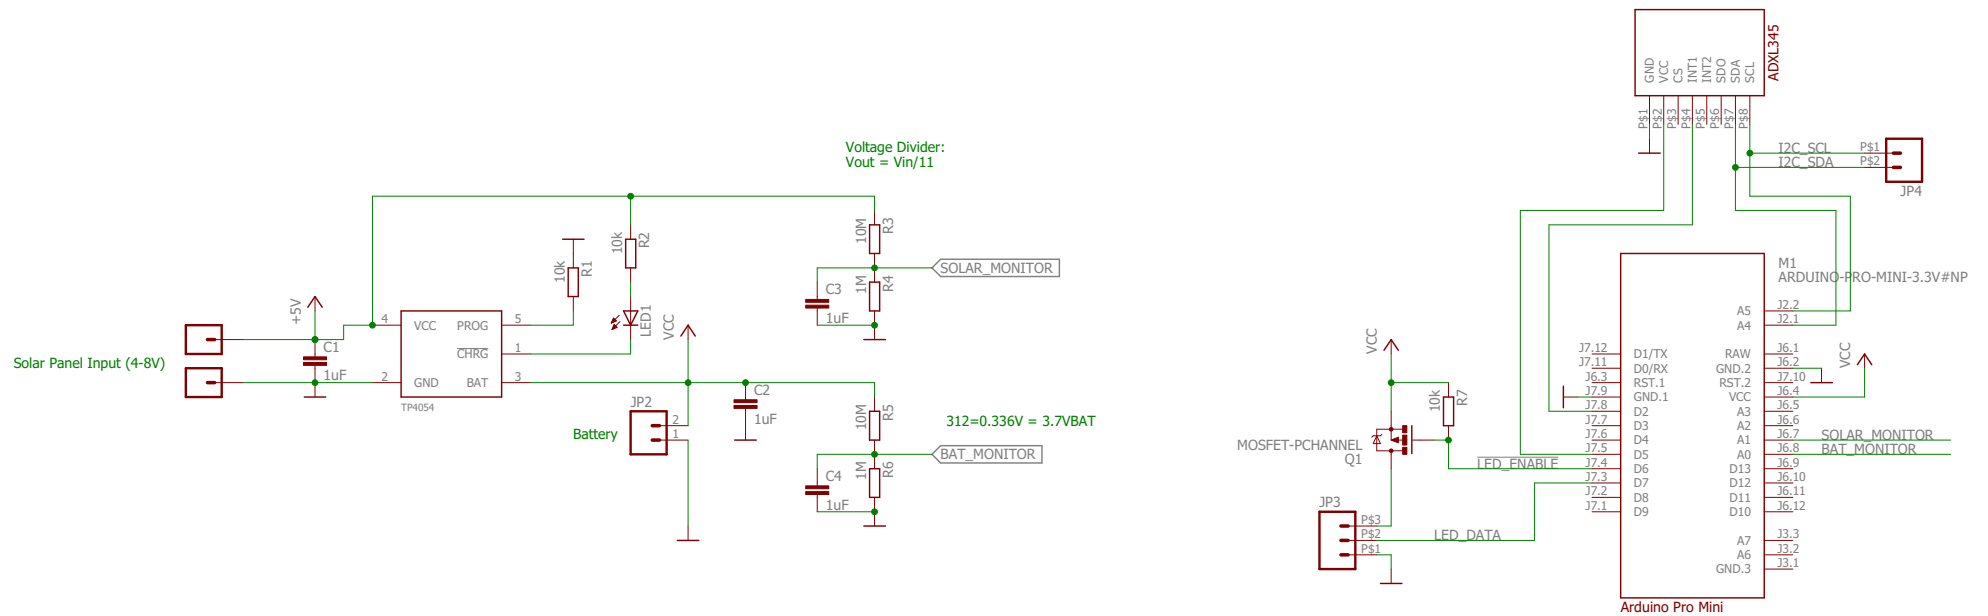 Voltage Divider:
Vout = Vin/11
10M
R3
SOLAR_MONITOR
1M
R4
C3
1uF
10k
R2
10k
R1
LED1
VCC
+5V
Solar Panel Input (4-8V)
C1
1uF
4
VCC
PROG
5
CHRG
1
2
GND
BAT
3
TP4054
JP2
2
1
Battery
C2
1uF
10M
R5
312=0.336V = 3.7VBAT
BAT_MONITOR
1M
R6
C4
1uF
ADXL345
GND
VCC
CS
INT1
INT2
SDO
SDA
SCL
P$1
P$2
P$3
P$4
P$5
P$6
P$7
P$8
I2C_SCL
P$1
I2C_SDA
P$2
JP4
M1
ARDUINO-PRO-MINI-3.3V#NP
VCC
10k
R7
MOSFET-PCHANNEL
Q1
LED_ENABLE
JP3
P$3
P$2
P$1
LED_DATA
J7.12
D1/TX
J7.11
D0/RX
J6.3
RST.1
J7.9
GND.1
J7.8
D2
J7.7
D3
J7.6
D4
J7.5
D5
J7.4
D6
J7.3
D7
J7.2
D8
J7.1
D9
A5
J2.2
A4
J2.1
RAW
J6.1
GND.2
J6.2
RST.2
J7.10
VCC
J6.4
A3
J6.5
A2
J6.6
A1
J6.7
A0
J6.8
D13
J6.9
D12
J6.10
D11
J6.11
D10
J6.12
A7
J3.3
A6
J3.2
GND.3
J3.1
VCC
SOLAR_MONITOR
BAT_MONITOR
Arduino Pro Mini